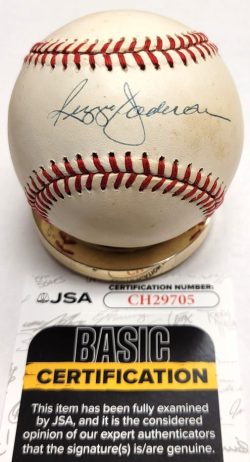 Reggie Jackson
CERTIFICATION NUMBER:
JSA CH29705
BASIC
CERTIFICATION
This item has been fully examined
by JSA, and it is the considered
opinion of our expert authenticators
that the signature(s) is/are genuine.